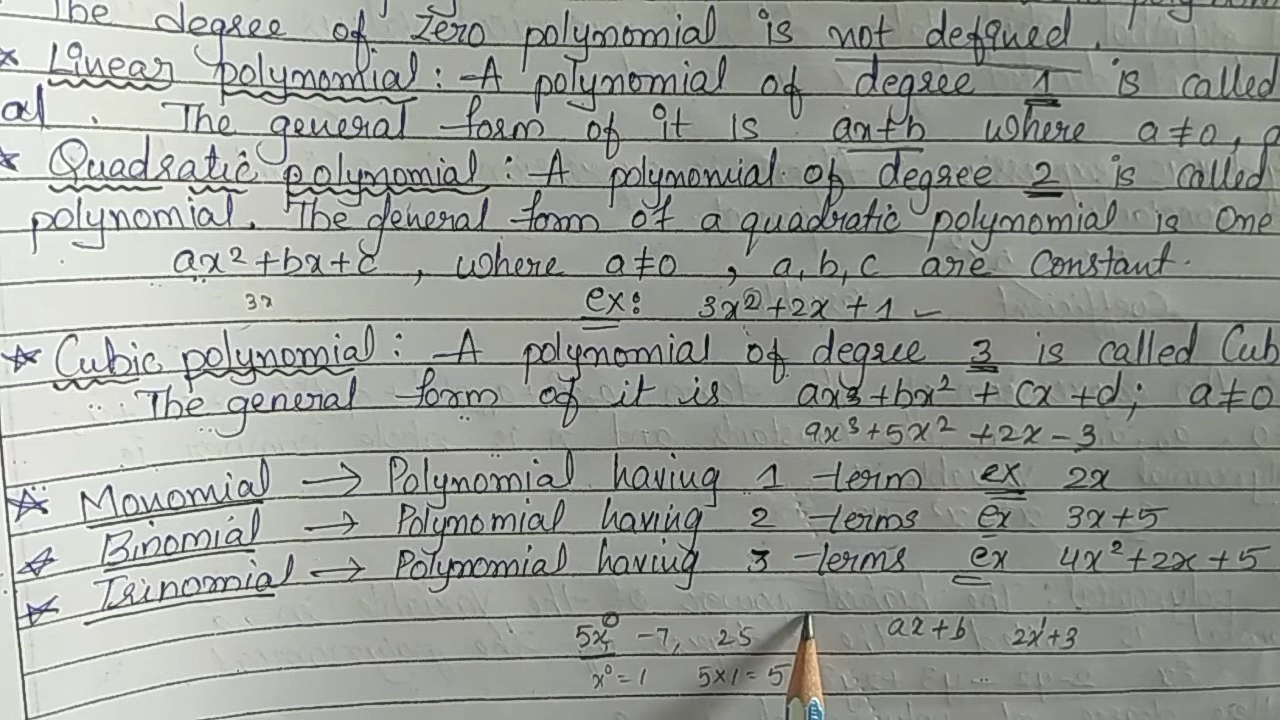 The degree of zero polynomial is not defined.
* Linear polynomial : - A polynomial of degree 1 is called
al . The general form of it is ax+b where a≠0,
* Quadratic polynomial : - A polynomial of degree 2 is called
polynomial. The general form of a quadratic polynomial is one
ax²+bx+c , where a≠0 , a, b, c are constant.
3x ex: 3x²+2x+1
* Cubic polynomial : - A polynomial of degree 3 is called Cub
The general form of it is ax3+bx²+cx+d; a≠0
9x³+5x²+2x-3
☆ Monomial → Polynomial having 1 term ex 2x
☆ Binomial → Polynomial having 2 terms ex 3x+5
☆ Trinomial → Polynomial having 3 terms ex 4x²+2x+5
5x⁰ -7, 25 ax+b 2x¹+3
x⁰=1 5×1=5